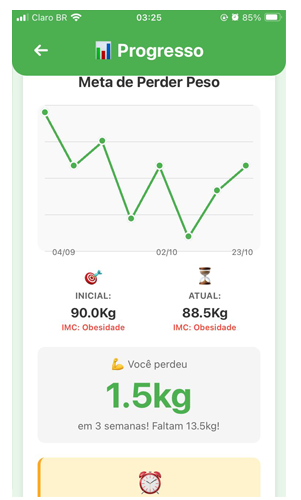 Claro BR 03:25 85%
Progresso
Meta de Perder Peso
04/09 02/10 23/10
INICIAL: ATUAL:
90.0Kg 88.5Kg
IMC: Obesidade IMC: Obesidade
Você perdeu
1.5kg
em 3 semanas! Faltam 13.5kg!